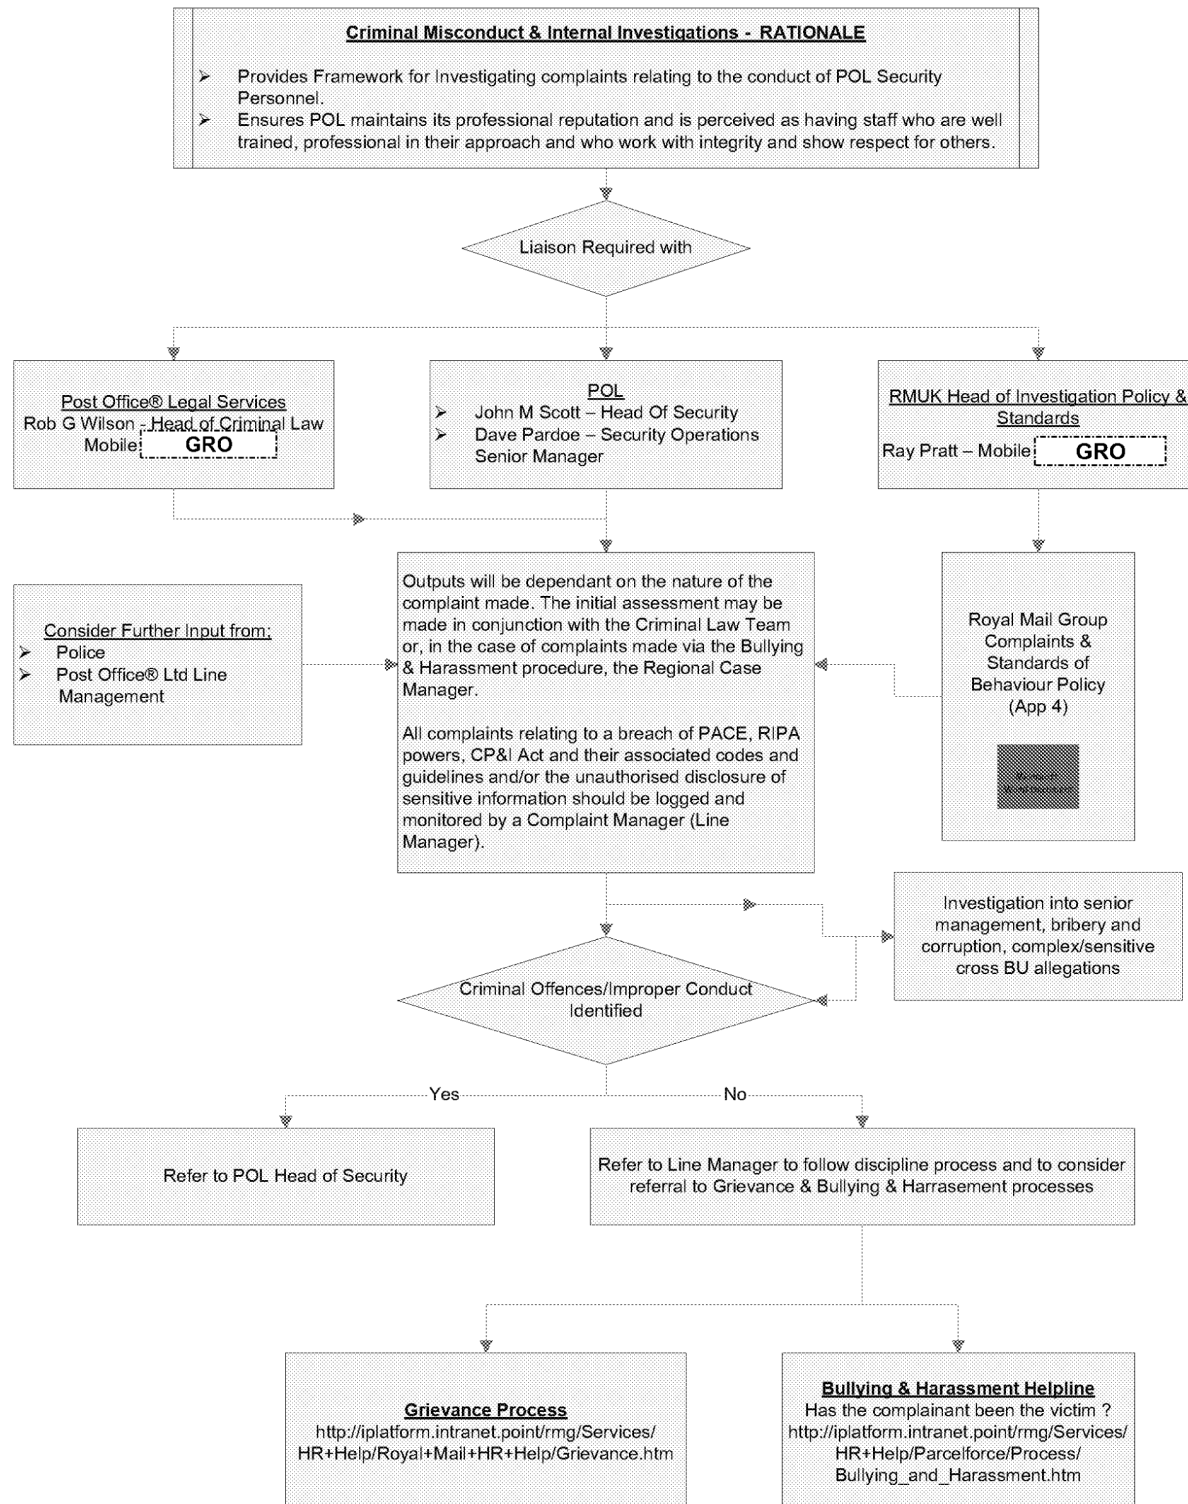 Criminal Misconduct & Internal Investigations - RATIONALE
➢ Provides Framework for Investigating complaints relating to the conduct of POL Security
Personnel.
➢ Ensures POL maintains its professional reputation and is perceived as having staff who are well
trained, professional in their approach and who work with integrity and show respect for others.
Liaison Required with
Post Office® Legal Services
Rob G Wilson - Head of Criminal Law
Mobile GRO
POL
➢ John M Scott – Head Of Security
➢ Dave Pardoe – Security Operations
Senior Manager
RMUK Head of Investigation Policy &
Standards
Ray Pratt – Mobile GRO
Consider Further Input from;
➢ Police
➢ Post Office® Ltd Line
Management
Outputs will be dependant on the nature of the
complaint made. The initial assessment may be
made in conjunction with the Criminal Law Team
or, in the case of complaints made via the Bullying
& Harassment procedure, the Regional Case
Manager.
All complaints relating to a breach of PACE, RIPA
powers, CP&I Act and their associated codes and
guidelines and/or the unauthorised disclosure of
sensitive information should be logged and
monitored by a Complaint Manager (Line
Manager).
Royal Mail Group
Complaints &
Standards of
Behaviour Policy
(App 4)
Investigation into senior
management, bribery and
corruption, complex/sensitive
cross BU allegations
Criminal Offences/Improper Conduct
Identified
Yes
No
Refer to POL Head of Security
Refer to Line Manager to follow discipline process and to consider
referral to Grievance & Bullying & Harrasement processes
Grievance Process
http://iplatform.intranet.point/rmg/Services/
HR+Help/Royal+Mail+HR+Help/Grievance.htm
Bullying & Harassment Helpline
Has the complainant been the victim ?
http://iplatform.intranet.point/rmg/Services/
HR+Help/Parcelforce/Process/
Bullying_and_Harassment.htm